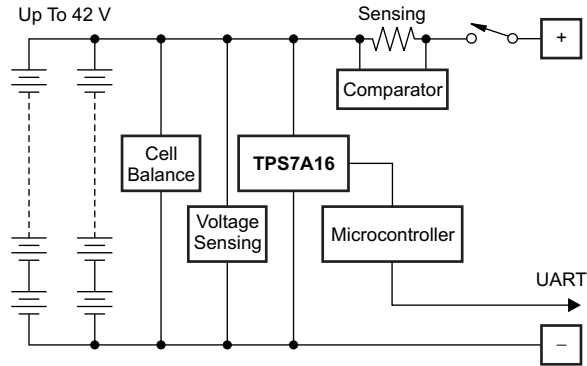 Up To 42 V
Sensing
+
Comparator
Cell
Balance
TPS7A16
Voltage
Sensing
Microcontroller
UART
–